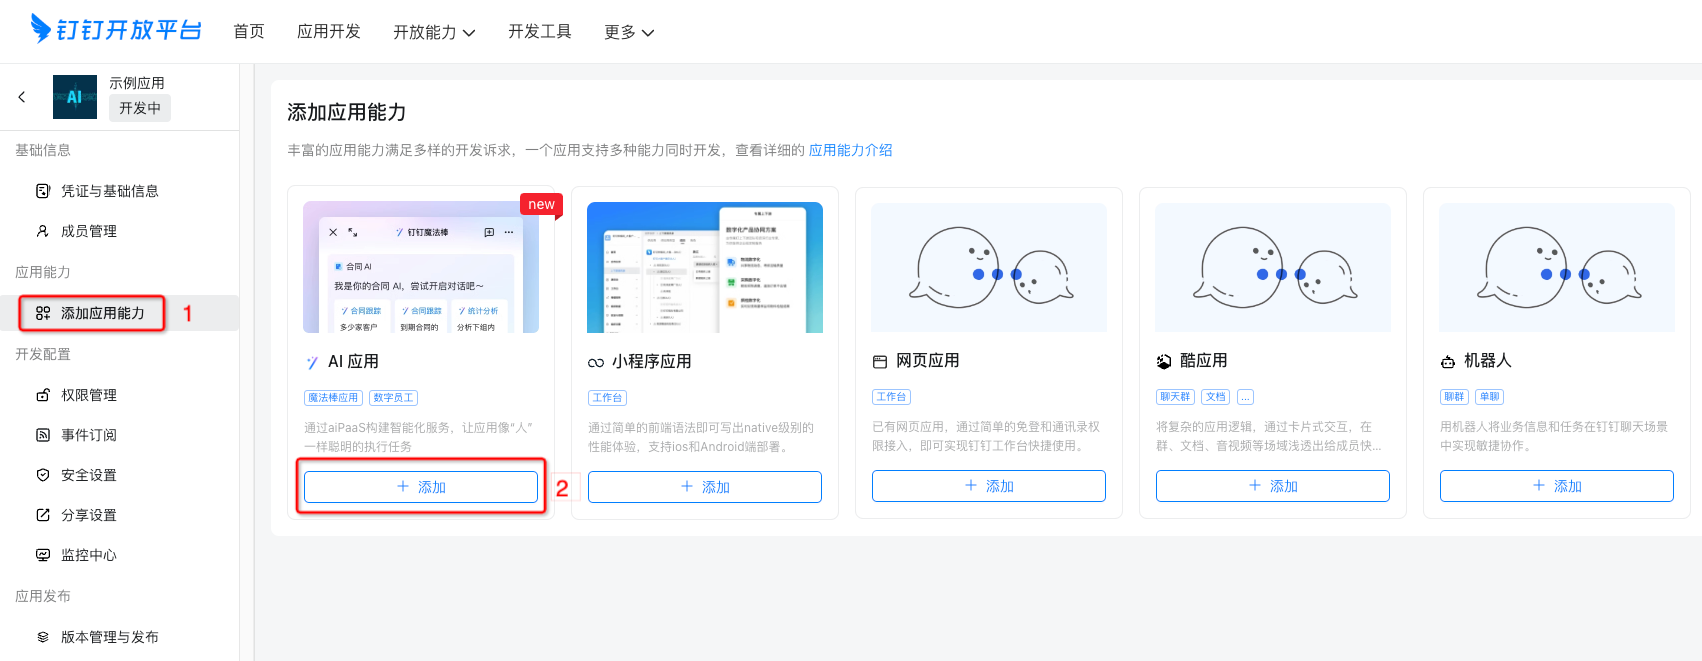 钉钉开放平台
首页
应用开发
开放能力
开发工具
更多
AI
示例应用
开发中
基础信息
凭证与基础信息
成员管理
应用能力
添加应用能力
1
开发配置
权限管理
事件订阅
安全设置
分享设置
监控中心
应用发布
版本管理与发布
添加应用能力
丰富的应用能力满足多样的开发诉求，一个应用支持多种能力同时开发，查看详细的 应用能力介绍
new
钉钉魔法棒
合同 AI
我是你的合同 AI，尝试开启对话吧～
合同跟踪
合同跟踪
统计分析
多少家客户
到期合同的
分析下组内
AI 应用
魔法棒应用
数字员工
通过aiPaaS构建智能化服务，让应用像“人”
一样聪明的执行任务
+ 添加
2
数字化产品协同方案
小程序应用
工作台
通过简单的前端语法即可写出native级别的
性能体验，支持ios和Android端部署。
+ 添加
网页应用
工作台
已有网页应用，通过简单的免登和通讯录权
限接入，即可实现钉钉工作台快捷使用。
+ 添加
酷应用
聊天群
文档
...
将复杂的应用逻辑，通过卡片式交互，在
群、文档、音视频等场域浅透出给成员快...
+ 添加
机器人
聊群
单聊
用机器人将业务信息和任务在钉钉聊天场景
中实现敏捷协作。
+ 添加